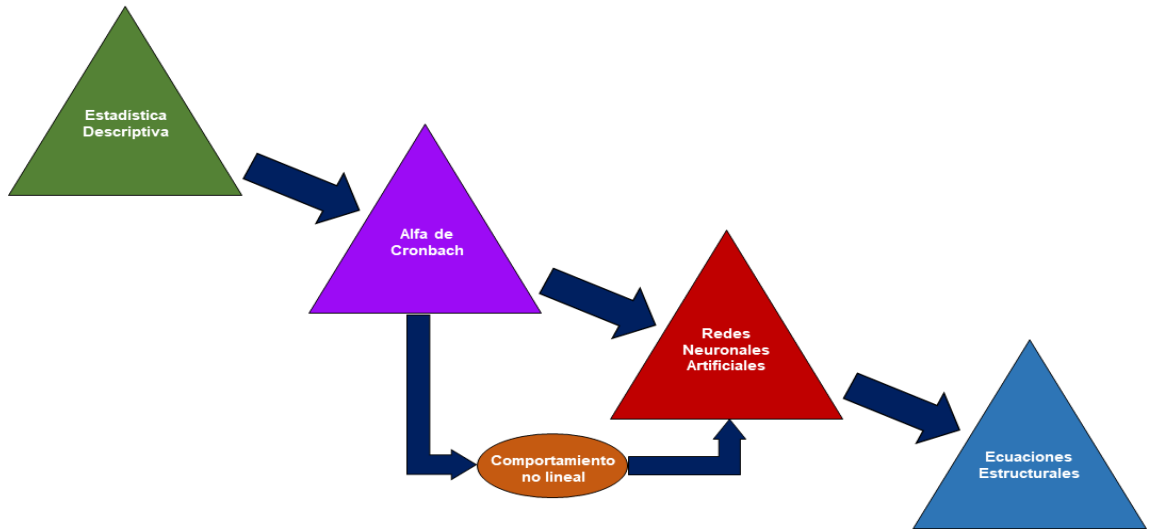 Estadística
Descriptiva
Alfa de
Cronbach
Redes
Neuronales
Artificiales
Comportamiento
no lineal
Ecuaciones
Estructurales